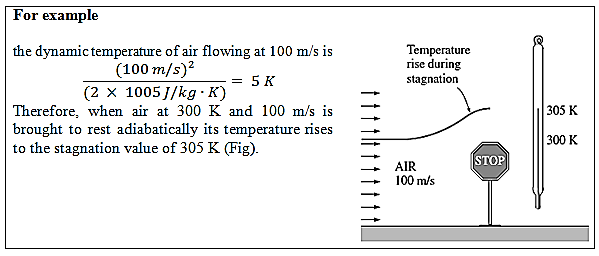 For example
the dynamic temperature of air flowing at 100 m/s is
(100 m/s)²
(2 × 1005 J/kg · K) = 5 K
Therefore, when air at 300 K and 100 m/s is
brought to rest adiabatically its temperature rises
to the stagnation value of 305 K (Fig).
Temperature
rise during
stagnation
305 K
300 K
STOP
AIR
100 m/s